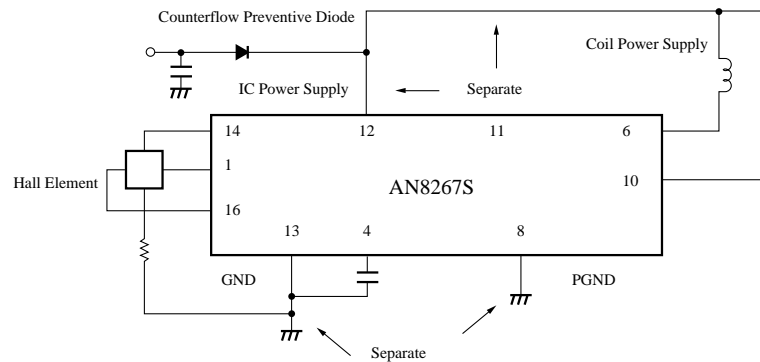 Counterflow Preventive Diode
Coil Power Supply
IC Power Supply
Separate
14
12
11
6
1
10
Hall Element
AN8267S
16
13
4
8
GND
PGND
Separate